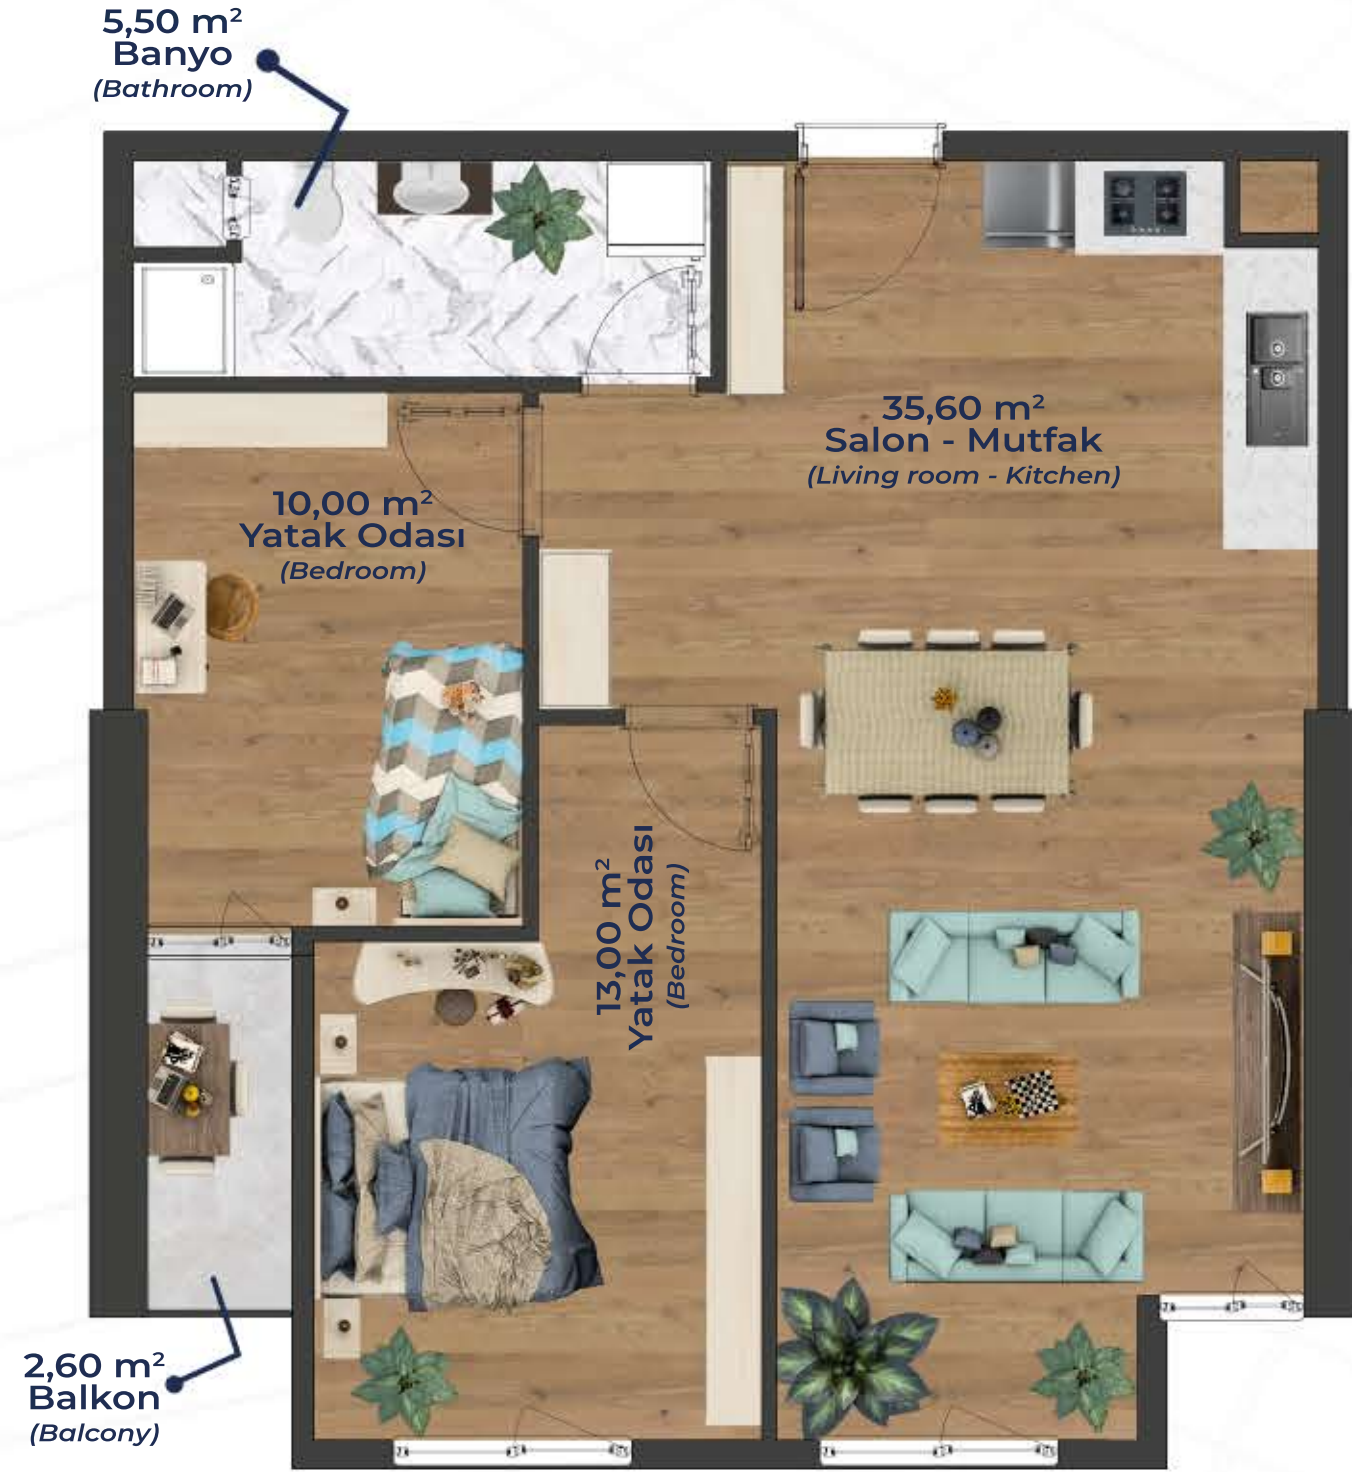 5,50 m²
Banyo
(Bathroom)
35,60 m²
Salon - Mutfak
(Living room - Kitchen)
10,00 m²
Yatak Odası
(Bedroom)
13,00 m²
Yatak Odası
(Bedroom)
2,60 m²
Balkon
(Balcony)